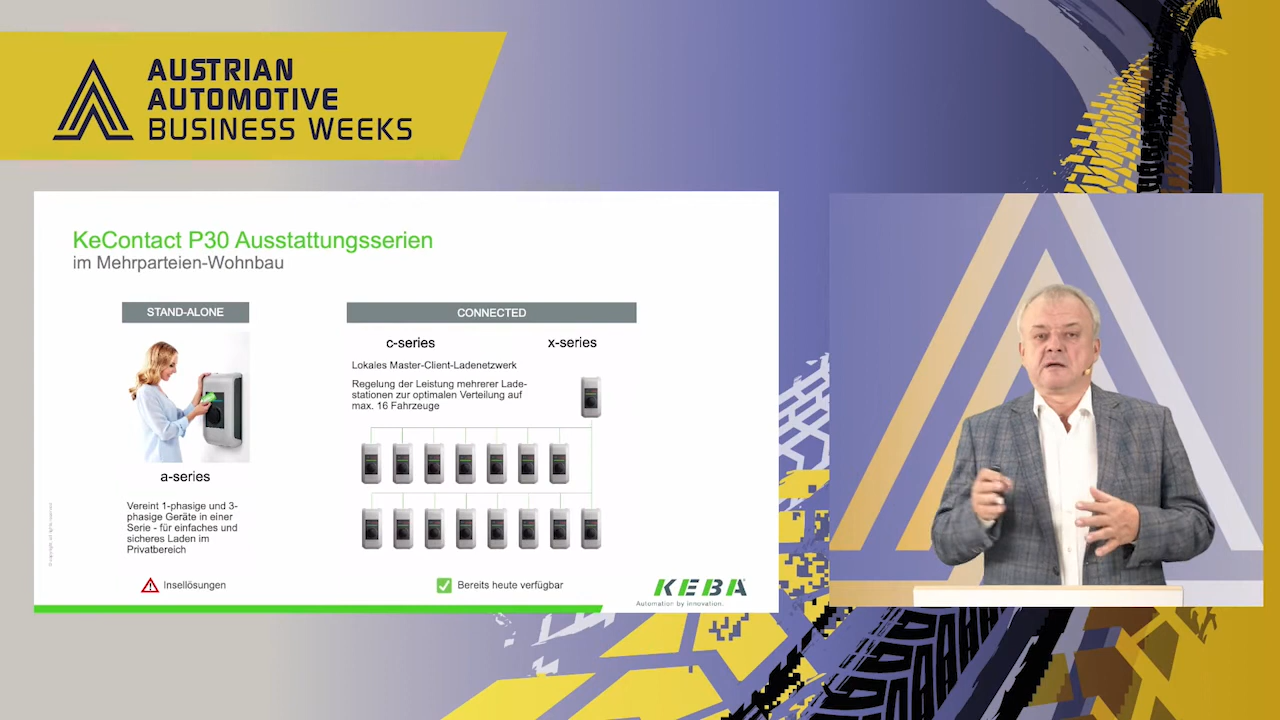 AUSTRIAN
AUTOMOTIVE
BUSINESS WEEKS
KeContact P30 Ausstattungsserien
im Mehrparteien-Wohnbau
STAND-ALONE
a-series
Vereint 1-phasige und 3-
phasige Geräte in einer
Serie - für einfaches und
sicheres Laden im
Privatbereich
Insellösungen
CONNECTED
c-series
x-series
Lokales Master-Client-Ladenetzwerk
Regelung der Leistung mehrerer Lade-
stationen zur optimalen Verteilung auf
max. 16 Fahrzeuge
Bereits heute verfügbar
KEBA
Automation by innovation.